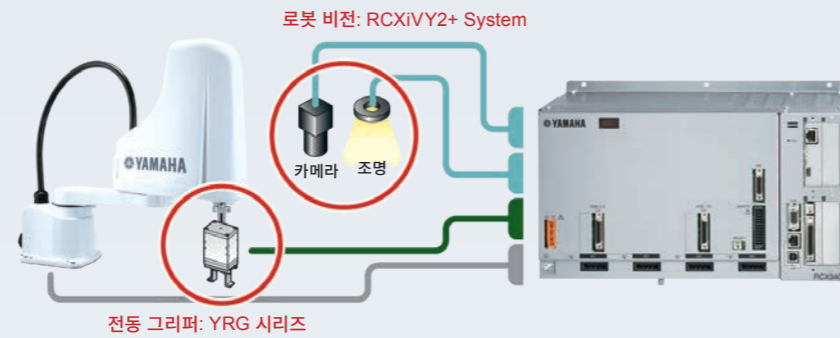 로봇 비전: RCXiVY2+ System
YAMAHA
카메라
조명
YAMAHA
RCX340
전동 그리퍼: YRG 시리즈